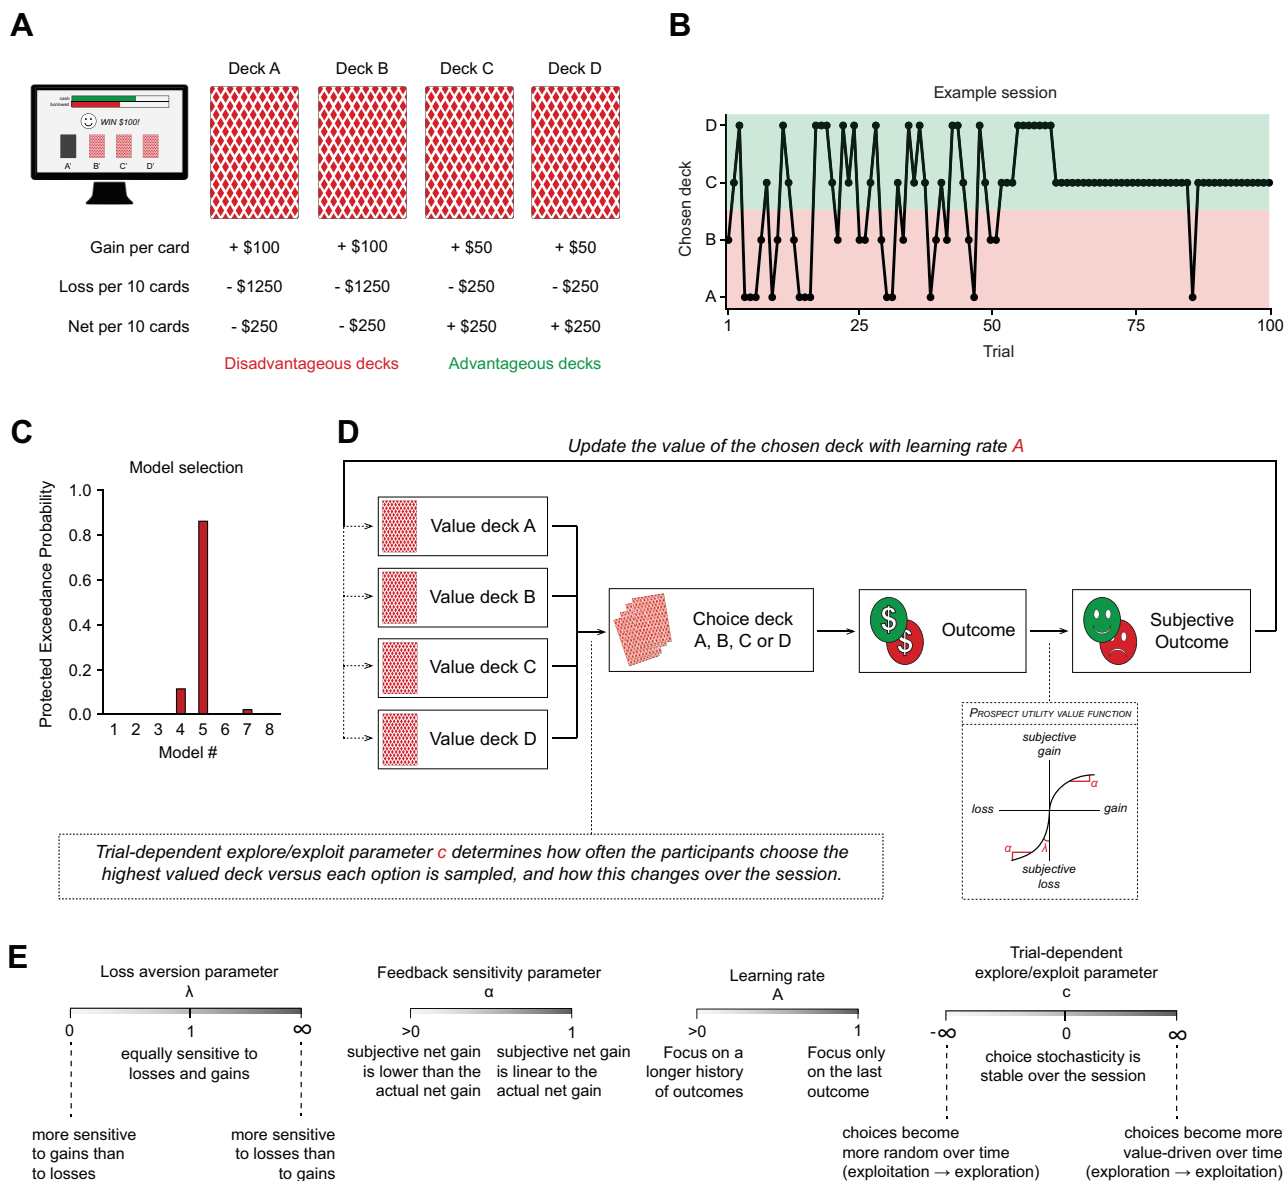 A
Deck A Deck B Deck C Deck D
cash
borrowed
WIN $100!
A' B' C' D'
Gain per card + $100 + $100 + $50 + $50
Loss per 10 cards - $1250 - $1250 - $250 - $250
Net per 10 cards - $250 - $250 + $250 + $250
Disadvantageous decks Advantageous decks
B
Example session
Chosen deck
D
C
B
A
1 25 50 75 100
Trial
C
Model selection
Protected Exceedance Probability
1.0
0.8
0.6
0.4
0.2
0.0
1 2 3 4 5 6 7 8
Model #
D
Update the value of the chosen deck with learning rate A
Value deck A
Value deck B
Value deck C
Value deck D
Choice deck
A, B, C or D
$
$
Outcome
Subjective
Outcome
PROSPECT UTILITY VALUE FUNCTION
subjective
gain
α
loss gain
α λ
subjective
loss
Trial-dependent explore/exploit parameter c determines how often the participants choose the
highest valued deck versus each option is sampled, and how this changes over the session.
E
Loss aversion parameter
λ
0 1 ∞
equally sensitive to
losses and gains
more sensitive
to gains than
to losses
more sensitive
to losses than
to gains
Feedback sensitivity parameter
α
>0 1
subjective net gain
is lower than the
actual net gain
subjective net gain
is linear to the
actual net gain
Learning rate
A
>0 1
Focus on a
longer history
of outcomes
Focus only
on the last
outcome
Trial-dependent
explore/exploit parameter
c
-∞ 0 ∞
choice stochasticity is
stable over the session
choices become
more random over time
(exploitation → exploration)
choices become more
value-driven over time
(exploration → exploitation)